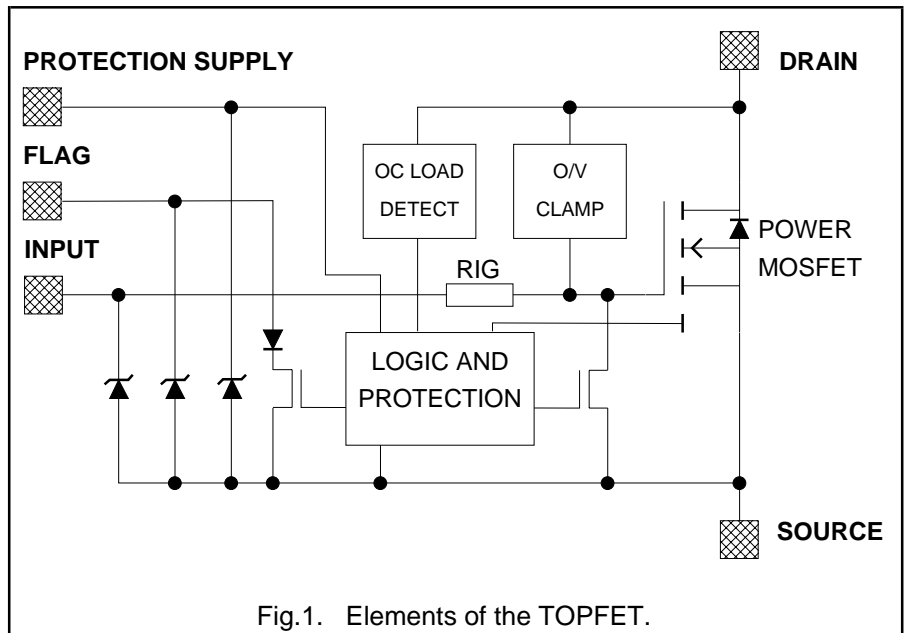 PROTECTION SUPPLY
DRAIN
FLAG
OC LOAD
DETECT
O/V
CLAMP
INPUT
RIG
POWER
MOSFET
LOGIC AND
PROTECTION
SOURCE
Fig.1. Elements of the TOPFET.